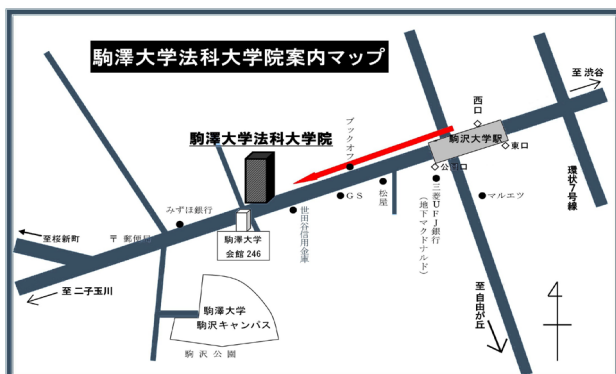 駒澤大学法科大学院案内マップ
至 渋谷
西口
ブックオフ
駒沢大学駅
東口
駒澤大学法科大学院
公園口
環状7号線
GS
松屋
三菱UFJ銀行
(地下マクドナルド)
マルエツ
みずほ銀行
世田谷信用金庫
至桜新町
〒 郵便局
駒澤大学
会館 246
至 二子玉川
至 自由が丘
駒澤大学
駒沢キャンパス
駒沢公園